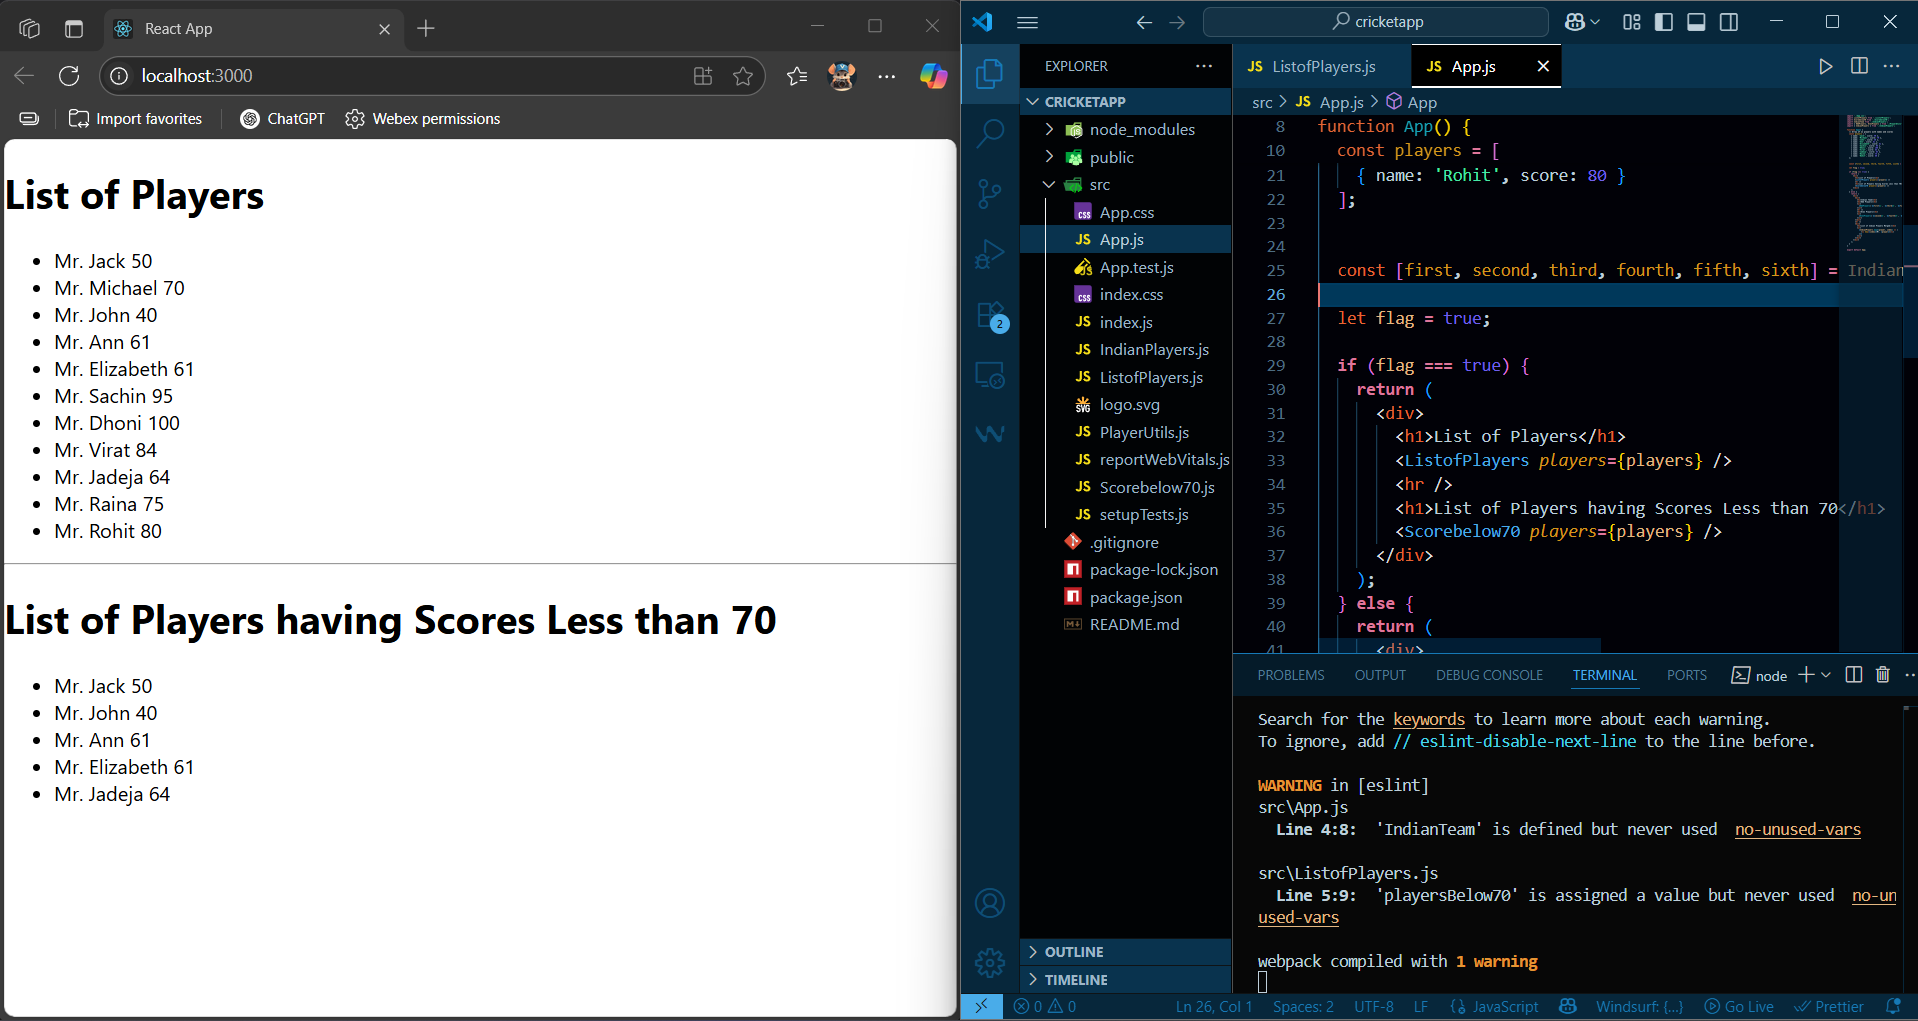 React App
localhost:3000
Import favorites
ChatGPT
Webex permissions
List of Players
Mr. Jack 50
Mr. Michael 70
Mr. John 40
Mr. Ann 61
Mr. Elizabeth 61
Mr. Sachin 95
Mr. Dhoni 100
Mr. Virat 84
Mr. Jadeja 64
Mr. Raina 75
Mr. Rohit 80
List of Players having Scores Less than 70
Mr. Jack 50
Mr. John 40
Mr. Ann 61
Mr. Elizabeth 61
Mr. Jadeja 64
cricketapp
EXPLORER
CRICKETAPP
node_modules
public
src
App.css
App.js
App.test.js
index.css
index.js
IndianPlayers.js
ListofPlayers.js
logo.svg
PlayerUtils.js
reportWebVitals.js
Scorebelow70.js
setupTests.js
.gitignore
package-lock.json
package.json
README.md
OUTLINE
TIMELINE
2
JS ListofPlayers.js
JS App.js
src > JS App.js > App
8 function App() {
10 const players = [
21 { name: 'Rohit', score: 80 }
22 ];
23
24
25 const [first, second, third, fourth, fifth, sixth] = Indian
26
27 let flag = true;
28
29 if (flag === true) {
30 return (
31 <div>
32 <h1>List of Players</h1>
33 <ListofPlayers players={players} />
34 <hr />
35 <h1>List of Players having Scores Less than 70</h1>
36 <Scorebelow70 players={players} />
37 </div>
38 );
39 } else {
40 return (
41 <div>
PROBLEMS OUTPUT DEBUG CONSOLE TERMINAL PORTS node
Search for the keywords to learn more about each warning.
To ignore, add // eslint-disable-next-line to the line before.
WARNING in [eslint]
src\App.js
Line 4:8: 'IndianTeam' is defined but never used no-unused-vars
src\ListofPlayers.js
Line 5:9: 'playersBelow70' is assigned a value but never used no-un
used-vars
webpack compiled with 1 warning
0 0 Ln 26, Col 1 Spaces: 2 UTF-8 LF {} JavaScript Windsurf: {...} Go Live Prettier